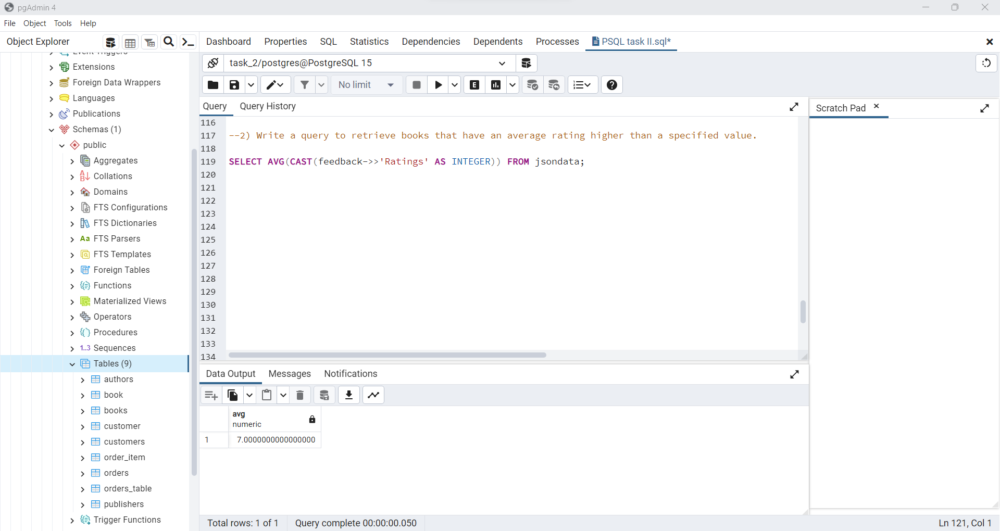 pgAdmin 4
File Object Tools Help
Object Explorer
Dashboard Properties SQL Statistics Dependencies Dependents Processes PSQL task II.sql*
Event Triggers
Extensions
Foreign Data Wrappers
Languages
Publications
Schemas (1)
public
Aggregates
Collations
Domains
FTS Configurations
FTS Dictionaries
Aa FTS Parsers
FTS Templates
Foreign Tables
Functions
Materialized Views
Operators
Procedures
1..3 Sequences
Tables (9)
authors
book
books
customer
customers
order_item
orders
orders_table
publishers
Trigger Functions
task_2/postgres@PostgreSQL 15
No limit
E
Query Query History
Scratch Pad
116
117 --2) Write a query to retrieve books that have an average rating higher than a specified value.
118
119 SELECT AVG(CAST(feedback->>'Ratings' AS INTEGER)) FROM jsondata;
120
121
122
123
124
125
126
127
128
129
130
131
132
133
134
Data Output Messages Notifications
avg
numeric
1 7.0000000000000000
Total rows: 1 of 1 Query complete 00:00:00.050 Ln 121, Col 1